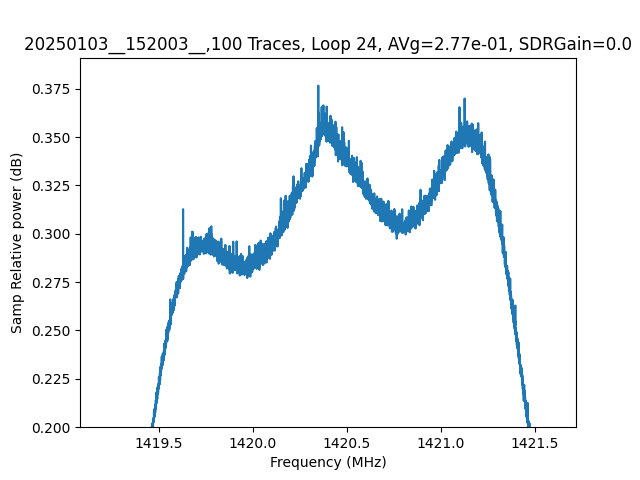 20250103__152003__,100 Traces, Loop 24, AVg=2.77e-01, SDRGain=0.0
0.375
0.350
0.325
0.300
0.275
0.250
0.225
0.200
Samp Relative power (dB)
1419.5 1420.0 1420.5 1421.0 1421.5
Frequency (MHz)